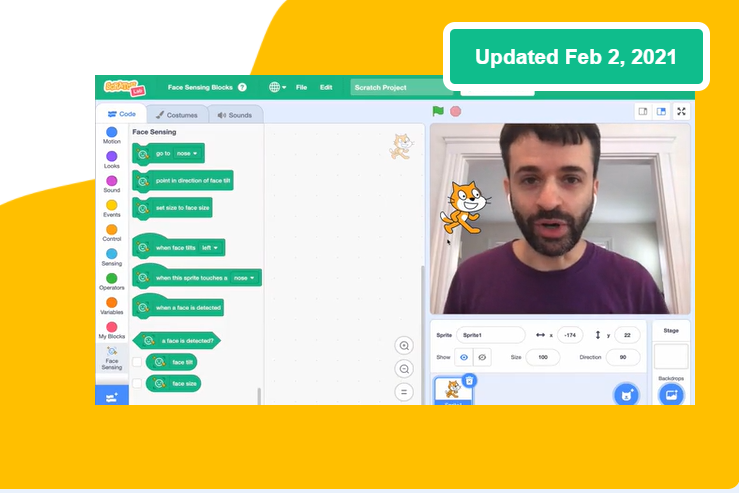 Updated Feb 2, 2021
SCRATCH Lab
Face Sensing Blocks ? File Edit Scratch Project
Code Costumes Sounds
Face Sensing
Motion
Looks
Sound
Events
Control
Sensing
Operators
Variables
My Blocks
Face Sensing
go to nose
point in direction of face tilt
set size to face size
when face tilts left
when this sprite touches a nose
when a face is detected
a face is detected?
face tilt
face size
Sprite Sprite1 x -174 y 22
Show Size 100 Direction 90
Stage
Backdrops